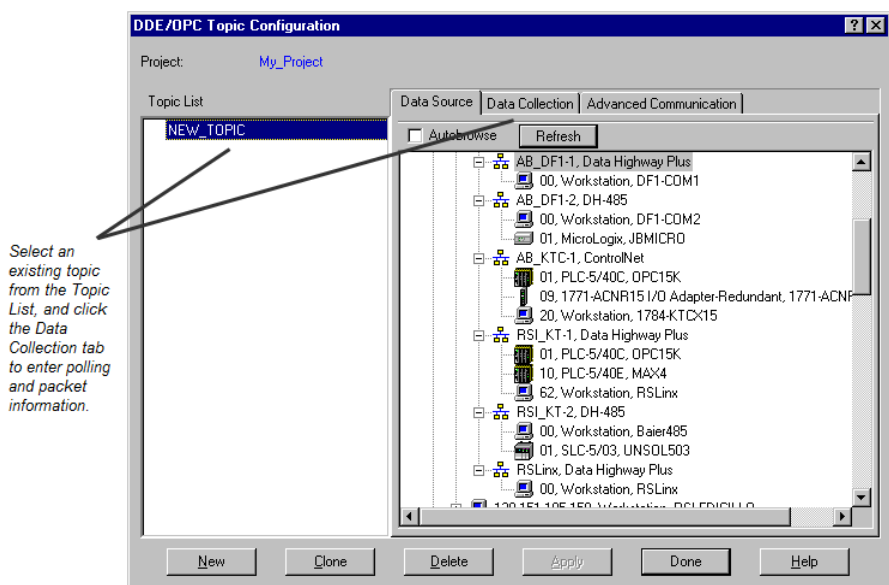 DDE/OPC Topic Configuration
Project: My_Project
Topic List
NEW_TOPIC
Data Source Data Collection Advanced Communication
Autobrowse Refresh
AB_DF1-1, Data Highway Plus
00, Workstation, DF1-COM1
AB_DF1-2, DH-485
00, Workstation, DF1-COM2
01, MicroLogix, JBMICRO
AB_KTC-1, ControlNet
01, PLC-5/40C, OPC15K
09, 1771-ACNR15 I/O Adapter-Redundant, 1771-ACNF
20, Workstation, 1784-KTCX15
RSI_KT-1, Data Highway Plus
01, PLC-5/40C, OPC15K
10, PLC-5/40E, MAX4
62, Workstation, RSLinx
RSI_KT-2, DH-485
00, Workstation, Baier485
01, SLC-5/03, UNSOL503
RSLinx, Data Highway Plus
00, Workstation, RSLinx
Select an
existing topic
from the Topic
List, and click
the Data
Collection tab
to enter polling
and packet
information.
New Clone Delete Apply Done Help